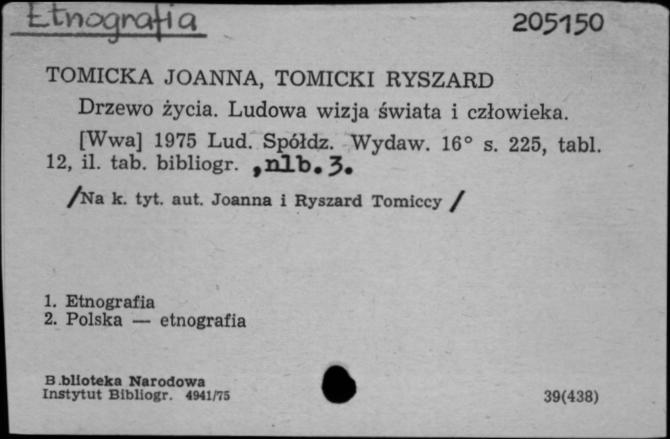 Etnografia
205150
TOMICKA JOANNA, TOMICKI RYSZARD
Drzewo życia. Ludowa wizja świata i człowieka.
[Wwa] 1975 Lud. Spółdz. Wydaw. 16° s. 225, tabl.
12, il. tab. bibliogr. , nlb. 3.
/Na k. tyt. aut. Joanna i Ryszard Tomiccy /
1. Etnografia
2. Polska — etnografia
B.blioteka Narodowa
Instytut Bibliogr. 4941/75
39(438)